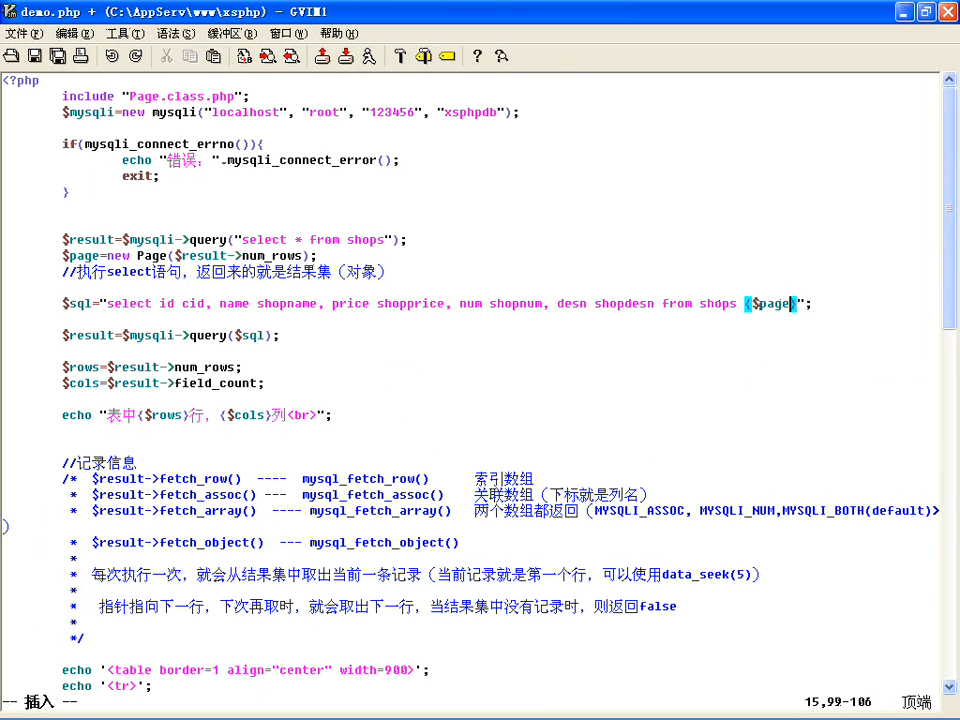 demo.php + (C:\AppServ\www\xsphp) - GVIM1
文件(F) 编辑(E) 工具(T) 语法(S) 缓冲区(B) 窗口(W) 帮助(H)
<?php
include "Page.class.php";
$mysqli=new mysqli("localhost", "root", "123456", "xsphpdb");
if(mysqli_connect_errno()){
echo "错误: ".mysqli_connect_error();
exit;
}
$result=$mysqli->query("select * from shops");
$page=new Page($result->num_rows);
//执行select语句，返回来的就是结果集（对象）
$sql="select id cid, name shopname, price shopprice, num shopnum, desn shopdesn from shops {$page}";
$result=$mysqli->query($sql);
$rows=$result->num_rows;
$cols=$result->field_count;
echo "表中{$rows}行，{$cols}列<br>";
//记录信息
/* $result->fetch_row() ---- mysql_fetch_row() 索引数组
* $result->fetch_assoc() --- mysql_fetch_assoc() 关联数组（下标就是列名）
* $result->fetch_array() ---- mysql_fetch_array() 两个数组都返回（MYSQLI_ASSOC, MYSQLI_NUM,MYSQLI_BOTH(default)>
）
* $result->fetch_object() --- mysql_fetch_object()
*
* 每次执行一次，就会从结果集中取出当前一条记录（当前记录就是第一个行，可以使用data_seek(5)）
*
* 指针指向下一行，下次再取时，就会取出下一行，当结果集中没有记录时，则返回false
*
*/
echo '<table border=1 align="center" width=900>';
echo '<tr>';
-- 插入 -- 15,99-106 顶端